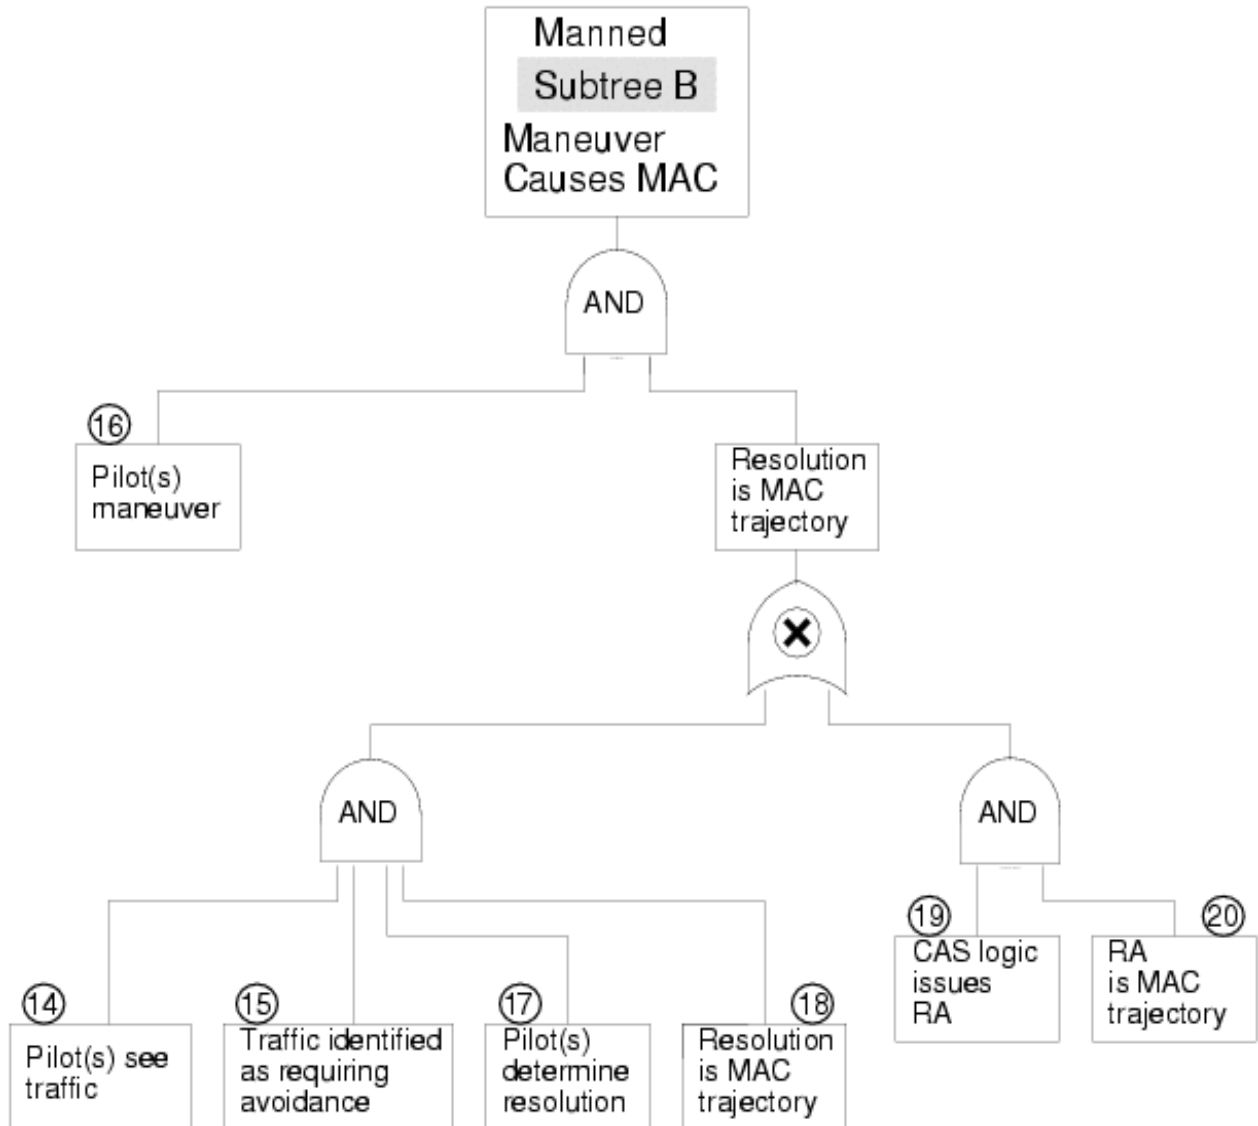 Manned
Subtree B
Maneuver
Causes MAC
AND
16
Pilot(s)
maneuver
Resolution
is MAC
trajectory
AND
AND
14
Pilot(s) see
traffic
15
Traffic identified
as requiring
avoidance
17
Pilot(s)
determine
resolution
18
Resolution
is MAC
trajectory
19
CAS logic
issues
RA
20
RA
is MAC
trajectory